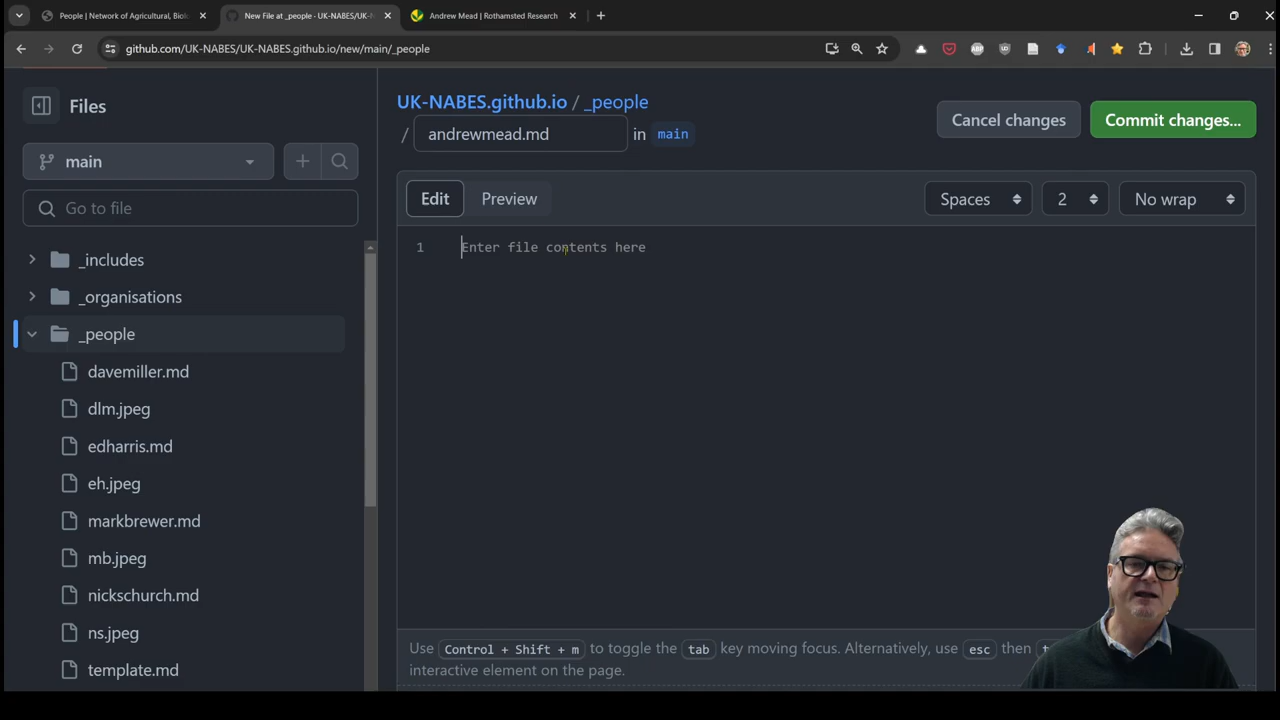 People | Network of Agricultural, Biol
New File at _people · UK-NABES/UK-N
Andrew Mead | Rothamsted Research
github.com/UK-NABES/UK-NABES.github.io/new/main/_people
Files
main
Go to file
_includes
_organisations
_people
davemiller.md
dlm.jpeg
edharris.md
eh.jpeg
markbrewer.md
mb.jpeg
nickschurch.md
ns.jpeg
template.md
UK-NABES.github.io / _people
/ andrewmead.md in main
Cancel changes
Commit changes...
Edit Preview
Spaces 2 No wrap
1 Enter file contents here
Use Control + Shift + m to toggle the tab key moving focus. Alternatively, use esc then
interactive element on the page.